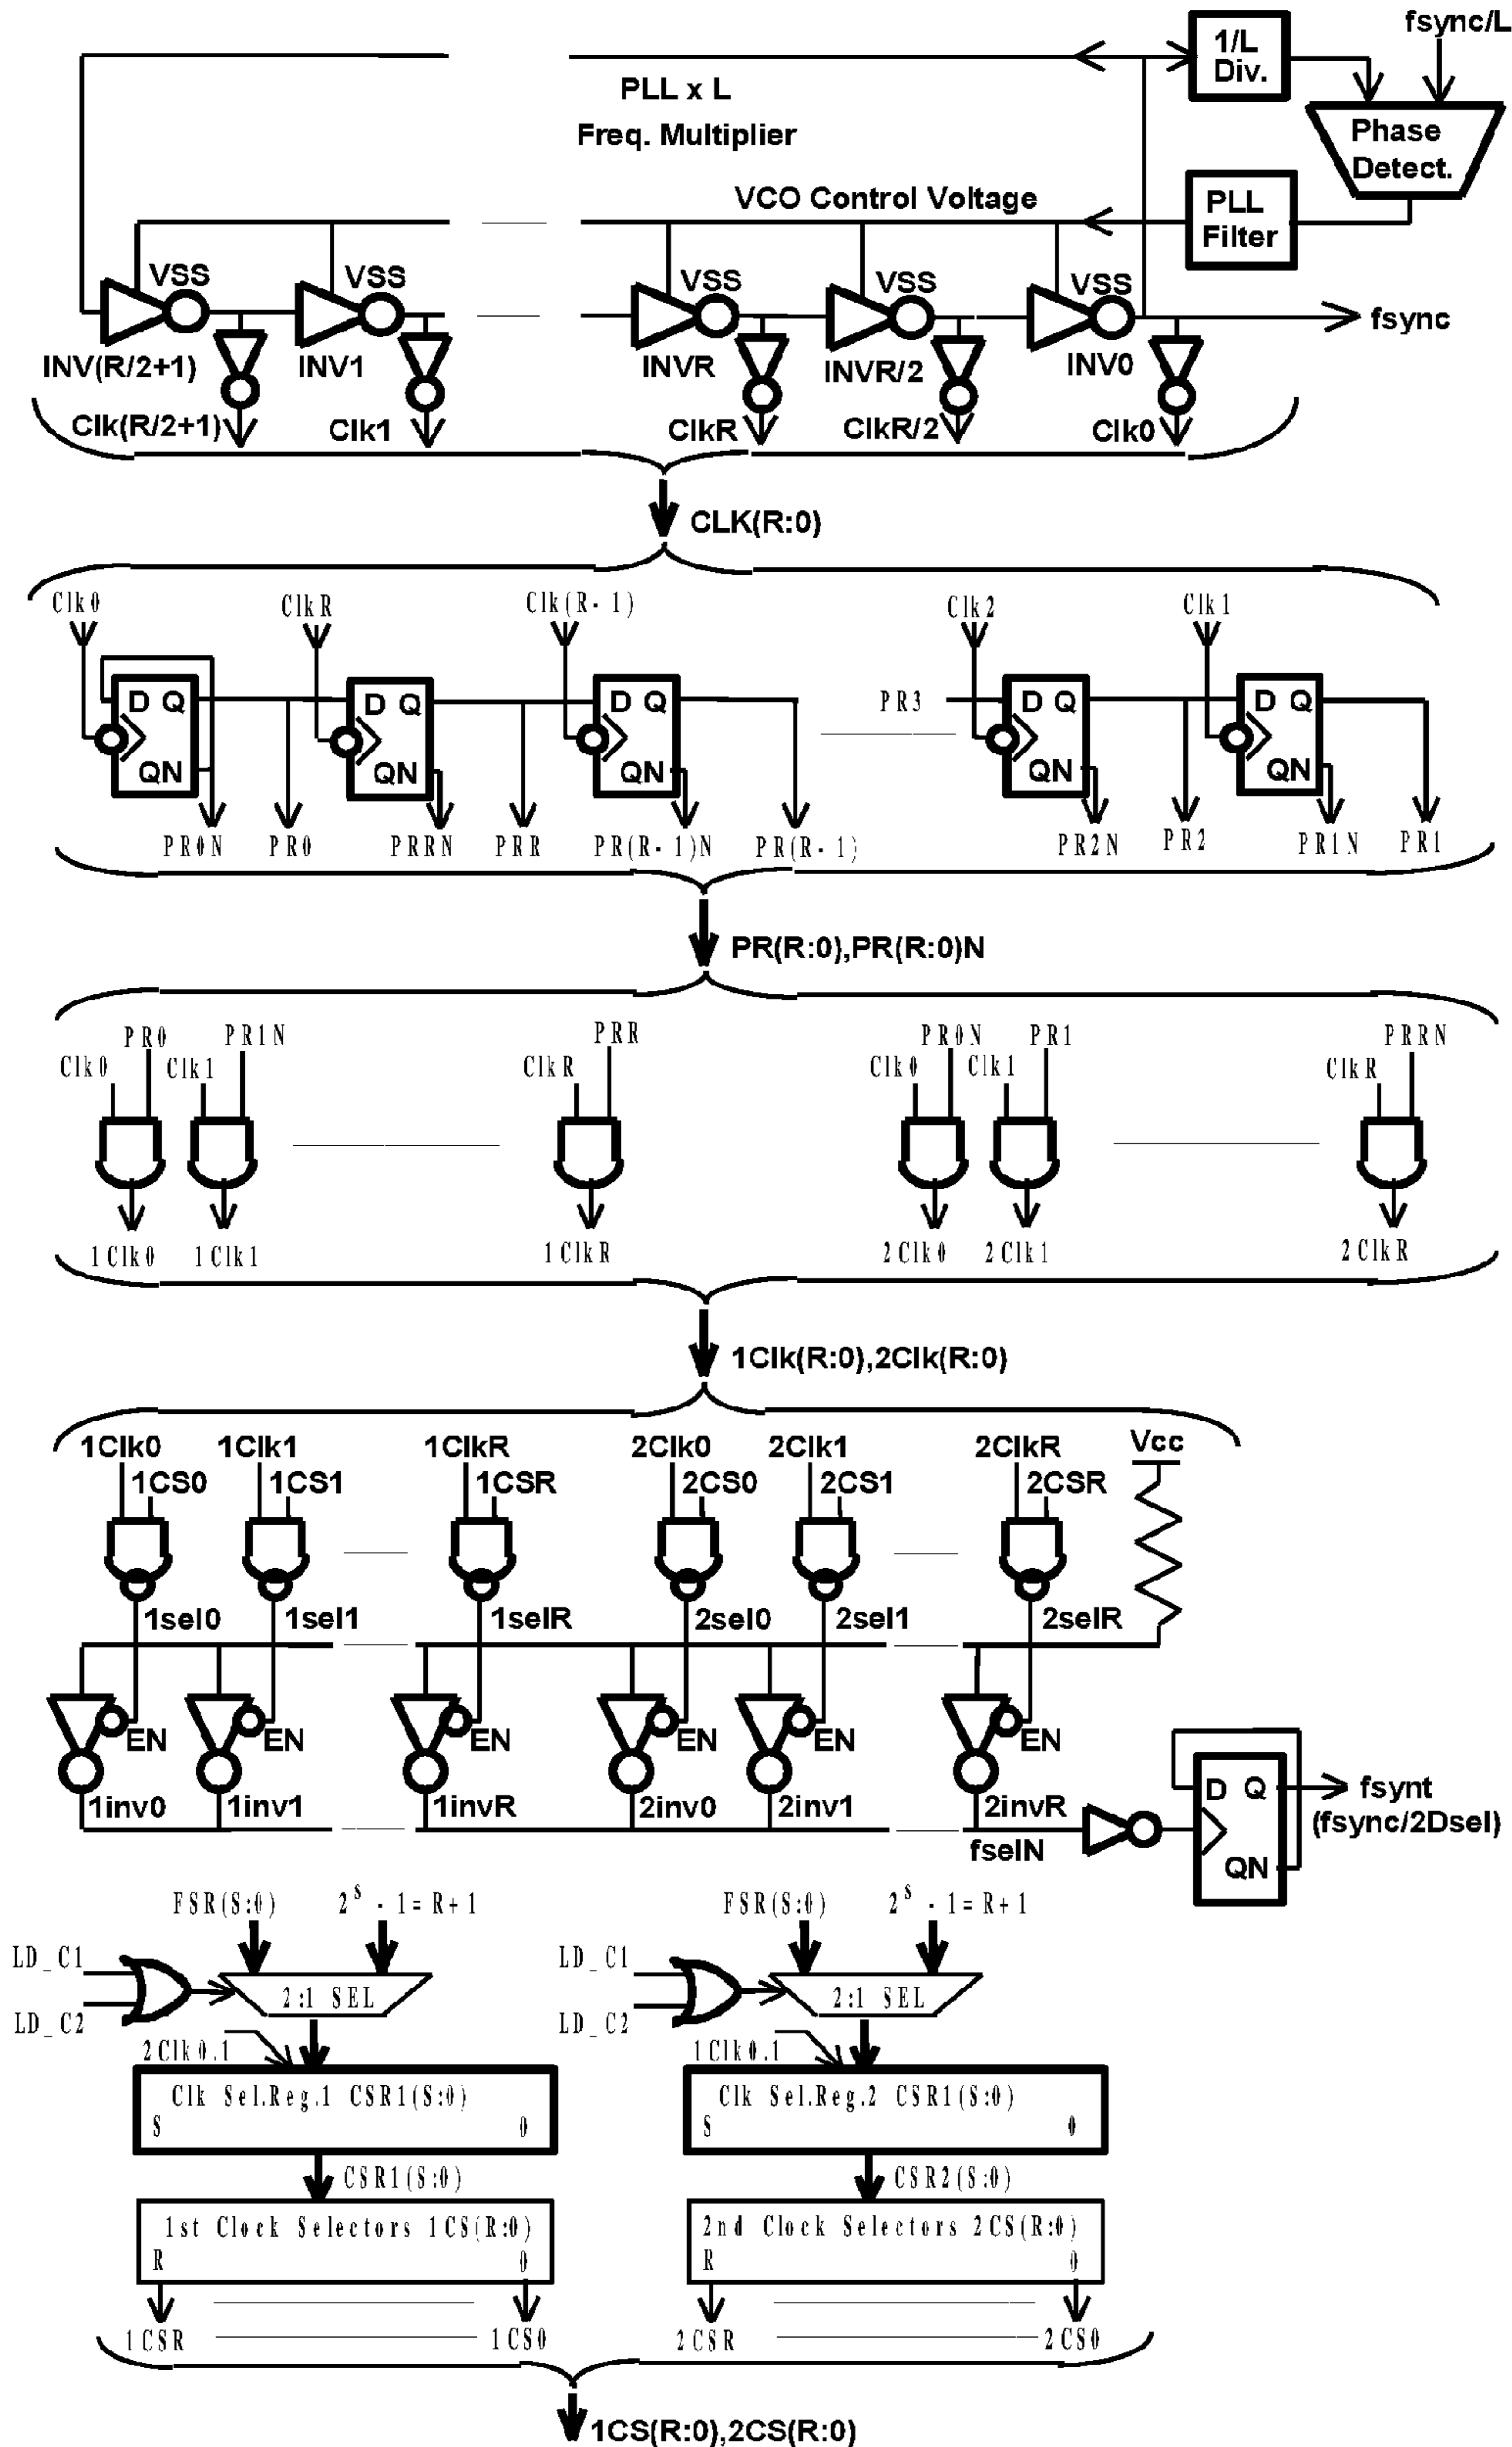 fsync/L
1/L
Div.
PLL x L
Freq. Multiplier
Phase
Detect.
VCO Control Voltage
PLL
Filter
VSS VSS VSS VSS VSS
fsync
INV(R/2+1) INV1 INVR INVR/2 INV0
Clk(R/2+1) Clk1 ClkR ClkR/2 Clk0
CLK(R:0)
Clk0 ClkR Clk(R-1) Clk2 Clk1
D Q D Q D Q PR3 D Q D Q
QN QN QN QN QN
PR0N PR0 PRRN PRR PR(R-1)N PR(R-1) PR2N PR2 PR1N PR1
PR(R:0),PR(R:0)N
PR0 PR1N PRR PR0N PR1 PRRN
Clk0 Clk1 ClkR Clk0 Clk1 ClkR
1Clk0 1Clk1 1ClkR 2Clk0 2Clk1 2ClkR
1Clk(R:0),2Clk(R:0)
1Clk0 1Clk1 1ClkR 2Clk0 2Clk1 2ClkR Vcc
1CS0 1CS1 1CSR 2CS0 2CS1 2CSR
1sel0 1sel1 1selR 2sel0 2sel1 2selR
EN EN EN EN EN EN
1inv0 1inv1 1invR 2inv0 2inv1 2invR
D Q fsynt
(fsync/2Dsel)
fselN
QN
FSR(S:0) 2^S - 1=R+1 FSR(S:0) 2^S - 1=R+1
LD_C1 LD_C1
2:1 SEL 2:1 SEL
LD_C2 LD_C2
2Clk0.1 1Clk0.1
Clk Sel.Reg.1 CSR1(S:0) Clk Sel.Reg.2 CSR1(S:0)
S 0 S 0
CSR1(S:0) CSR2(S:0)
1st Clock Selectors 1CS(R:0) 2nd Clock Selectors 2CS(R:0)
R 0 R 0
1CSR 1CS0 2CSR 2CS0
1CS(R:0),2CS(R:0)